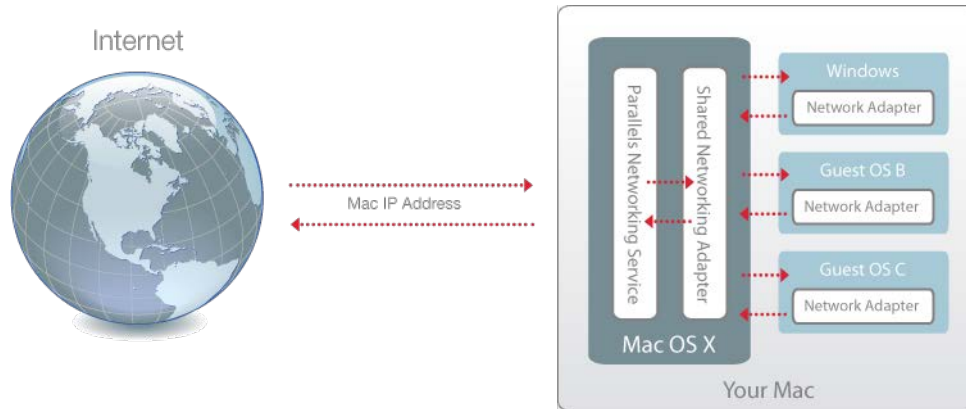 Internet
Mac IP Address
Parallels Networking Service
Shared Networking Adapter
Mac OS X
Windows
Network Adapter
Guest OS B
Network Adapter
Guest OS C
Network Adapter
Your Mac